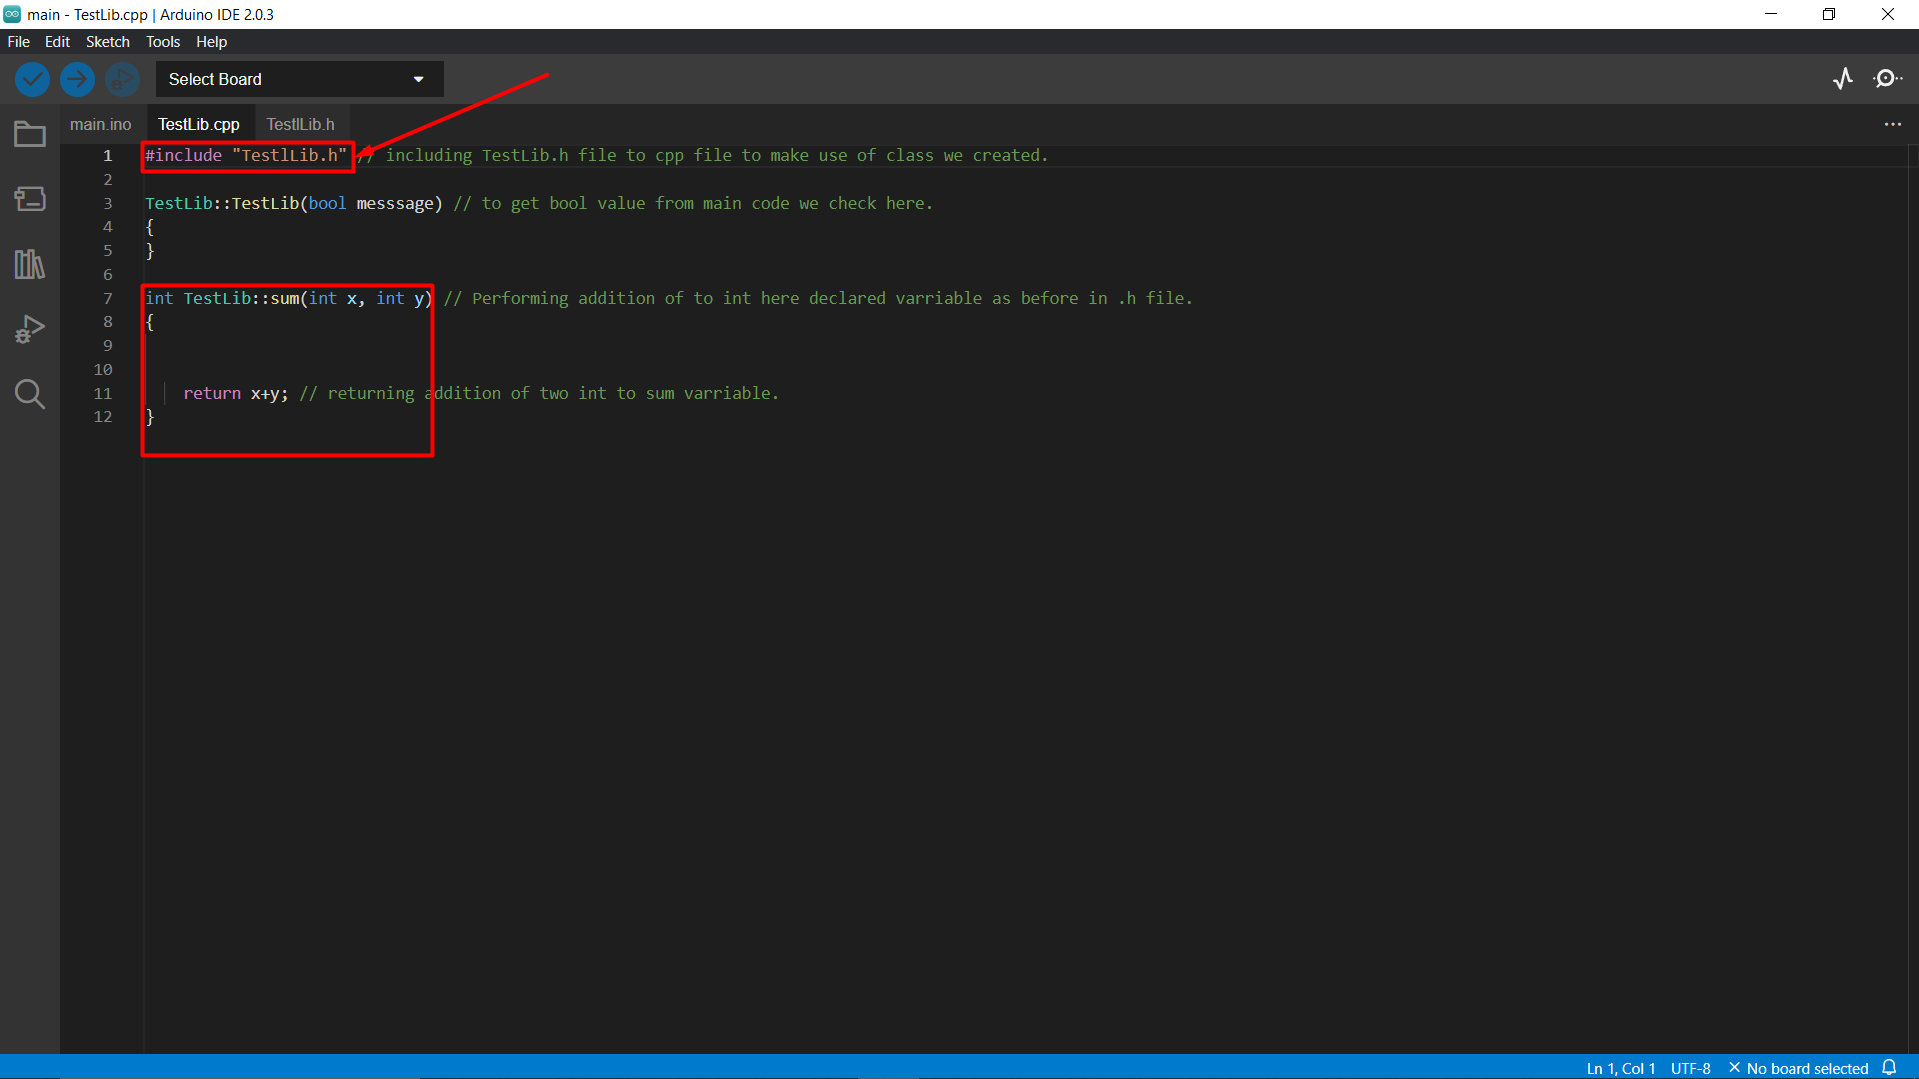 main - TestLib.cpp | Arduino IDE 2.0.3
File Edit Sketch Tools Help
Select Board
main.ino TestLib.cpp TestlLib.h
1 #include "TestlLib.h" // including TestLib.h file to cpp file to make use of class we created.
2
3 TestLib::TestLib(bool messsage) // to get bool value from main code we check here.
4 {
5 }
6
7 int TestLib::sum(int x, int y) // Performing addition of to int here declared varriable as before in .h file.
8 {
9
10
11 return x+y; // returning addition of two int to sum varriable.
12 }
Ln 1, Col 1 UTF-8 No board selected